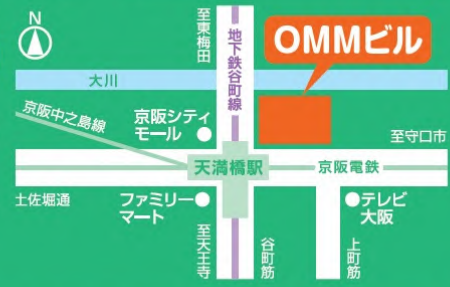 N
至東梅田
地下鉄谷町線
OMMビル
大川
京阪中之島線
京阪シティ
モール
至守口市
天満橋駅
京阪電鉄
土佐堀通
ファミリー
マート
テレビ
大阪
至天王寺
谷町筋
上町筋